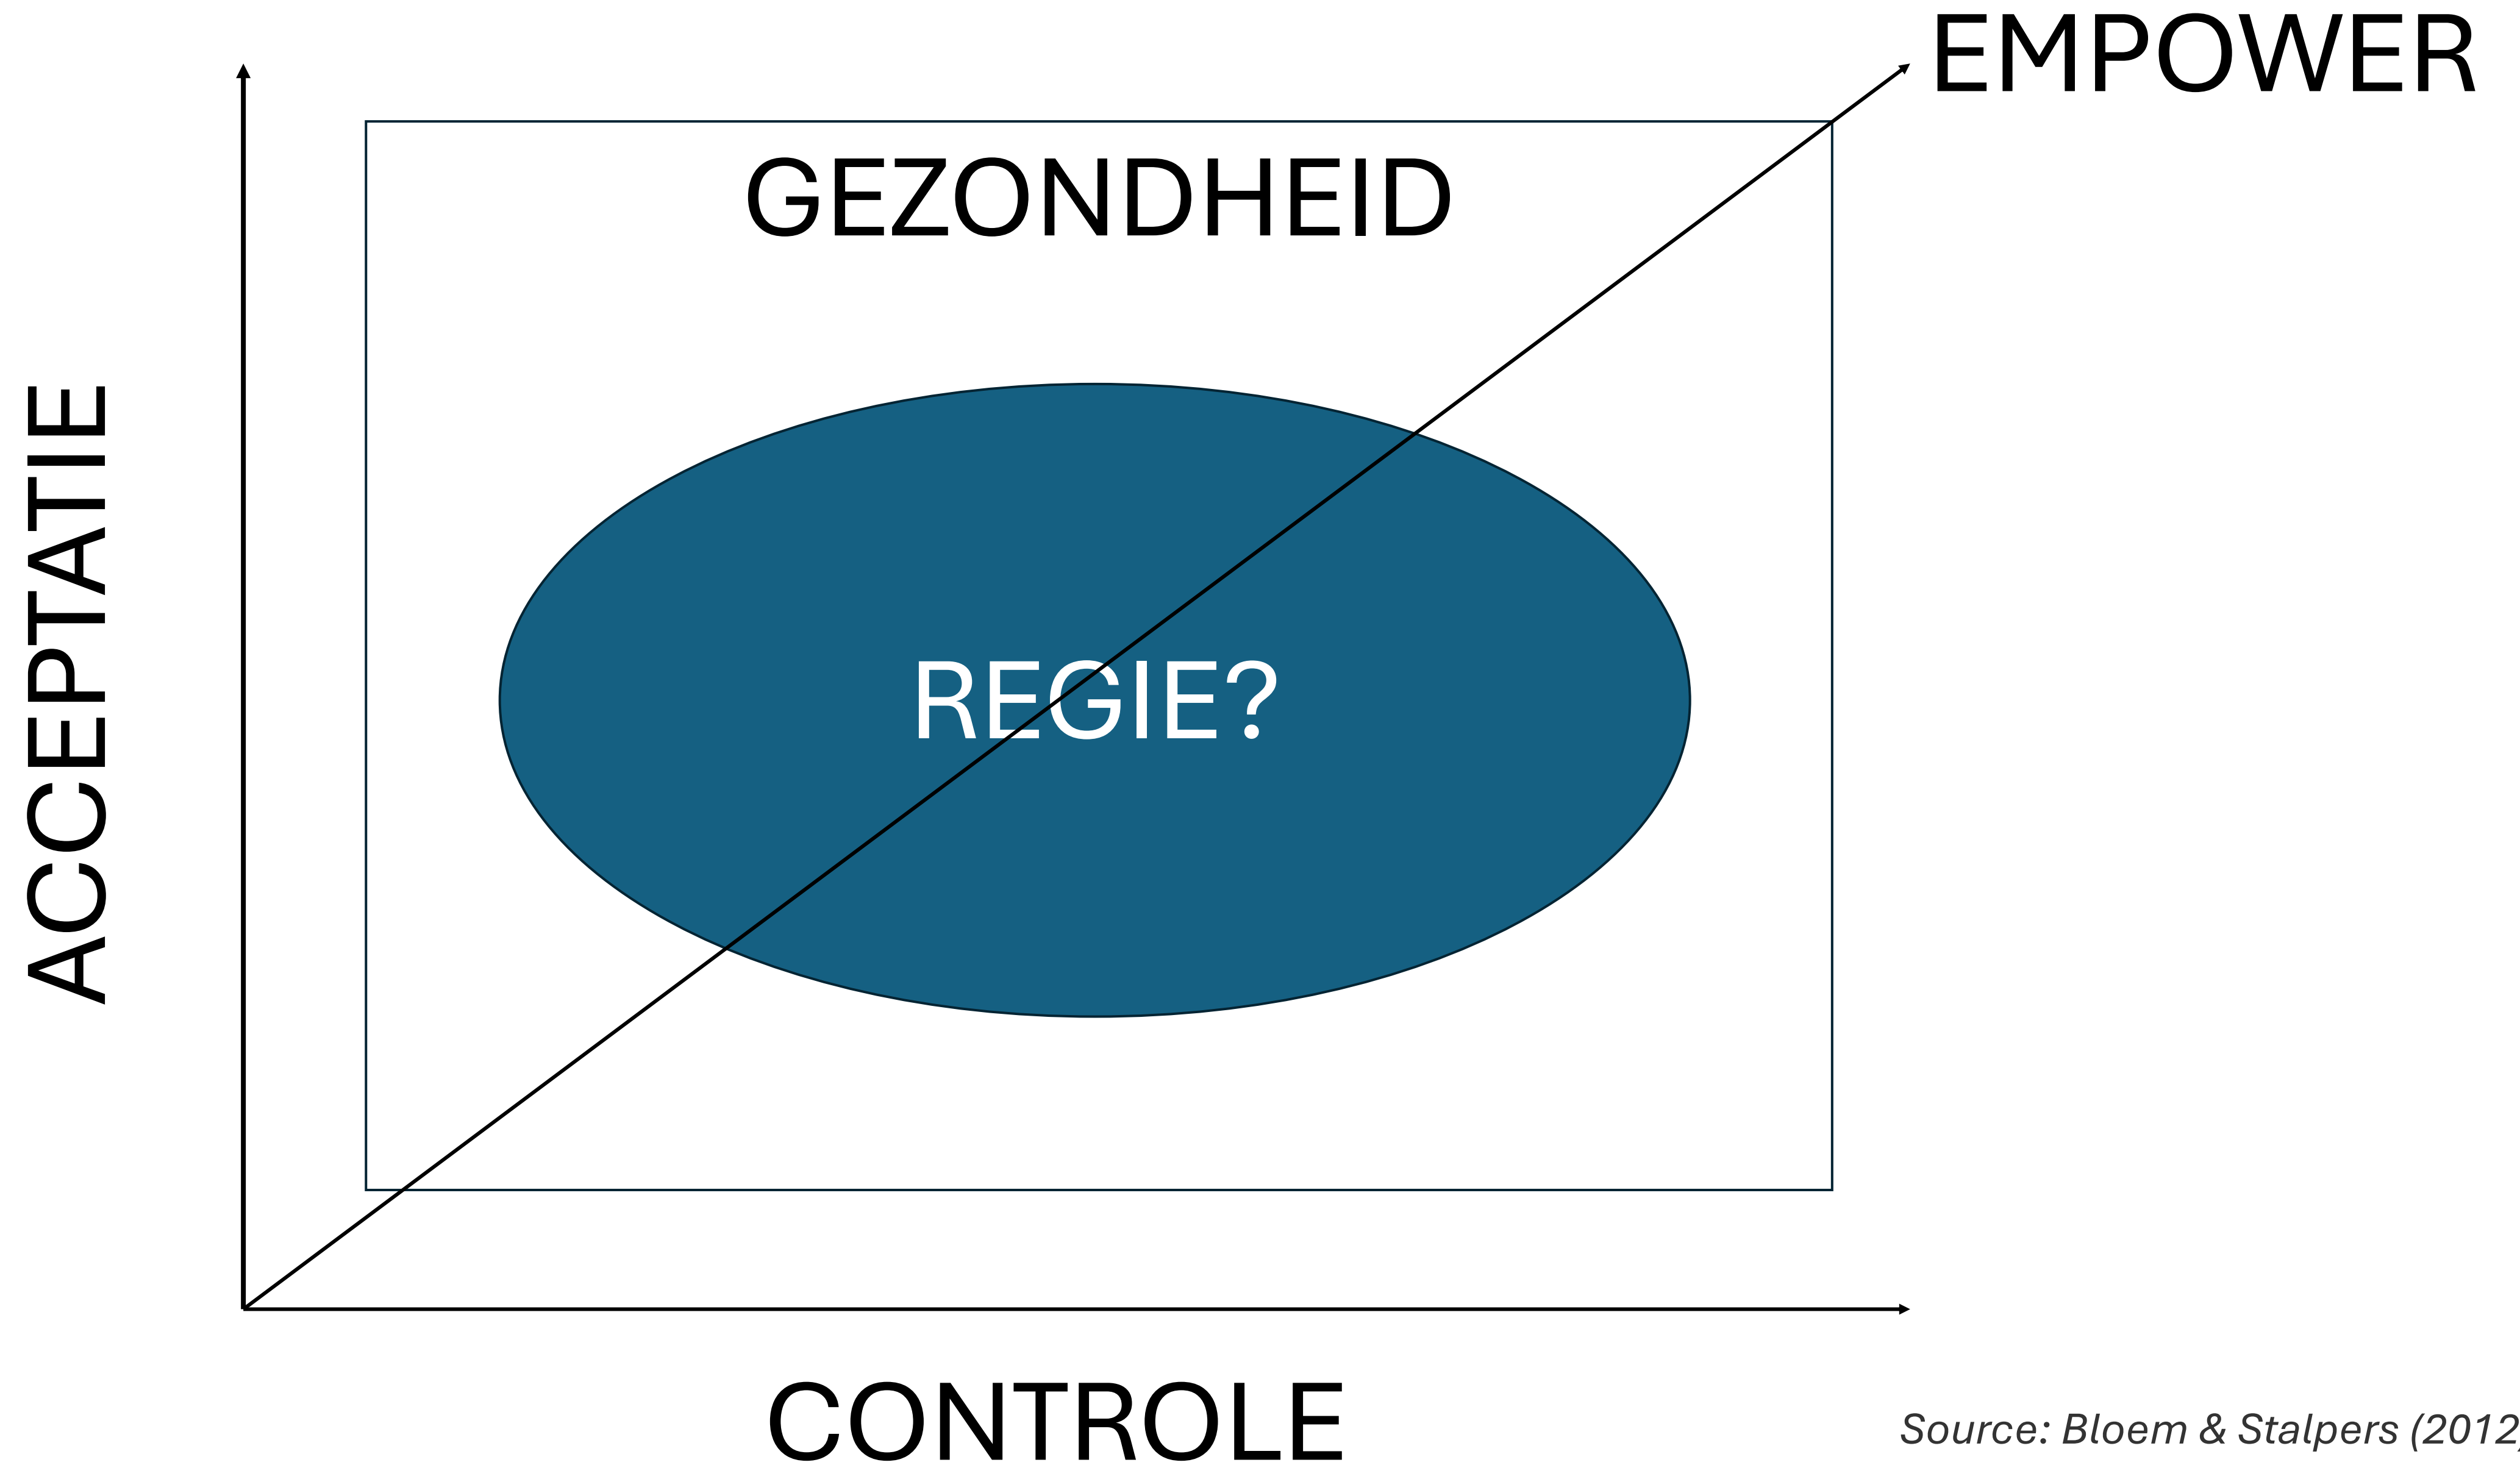 EMPOWER
GEZONDHEID
ACCEPTATIE
REGIE?
CONTROLE
Source: Bloem & Stalpers (2012)